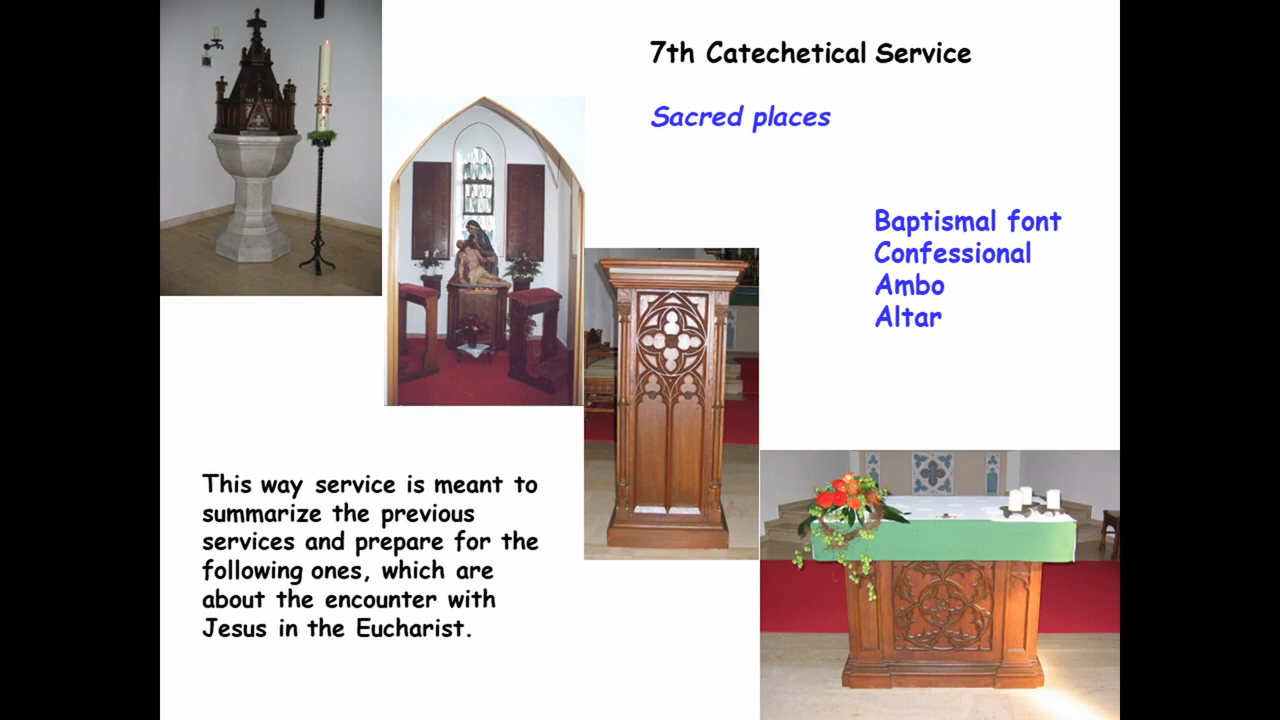 7th Catechetical Service
Sacred places
Baptismal font
Confessional
Ambo
Altar
This way service is meant to
summarize the previous
services and prepare for the
following ones, which are
about the encounter with
Jesus in the Eucharist.